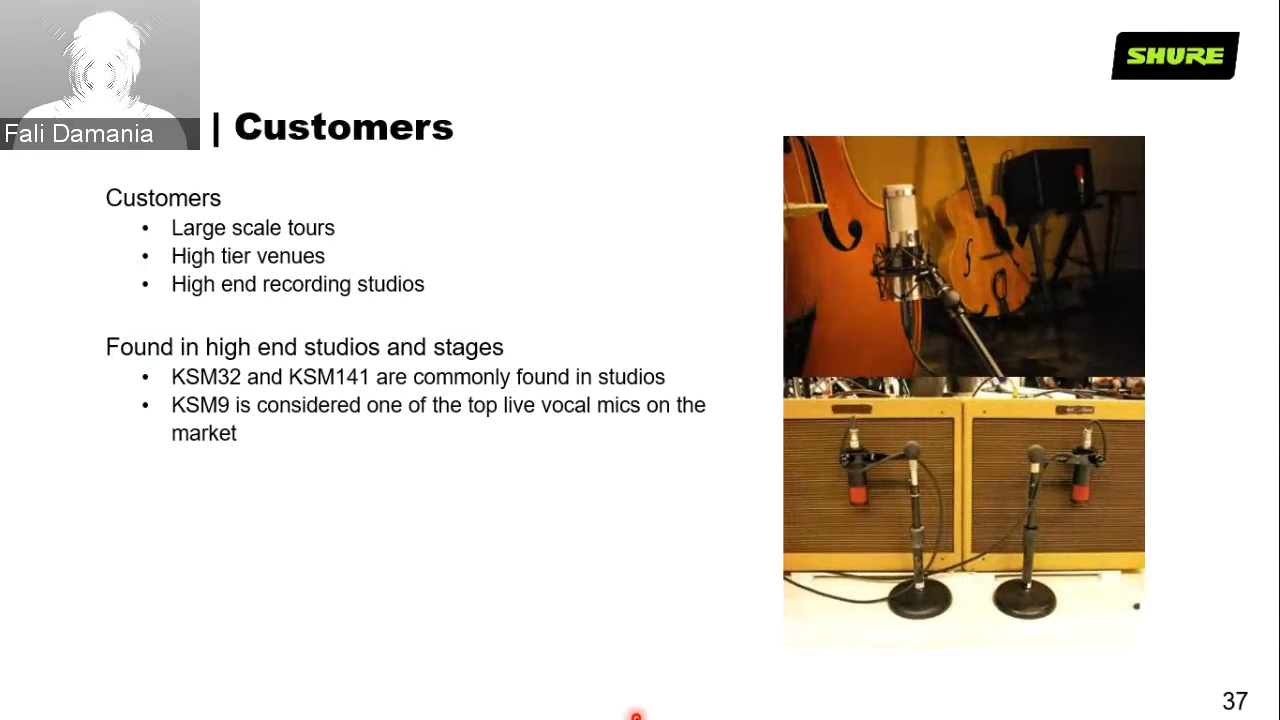 SHURE
Fali Damania
| Customers
Customers
• Large scale tours
• High tier venues
• High end recording studios
Found in high end studios and stages
• KSM32 and KSM141 are commonly found in studios
• KSM9 is considered one of the top live vocal mics on the
market
37